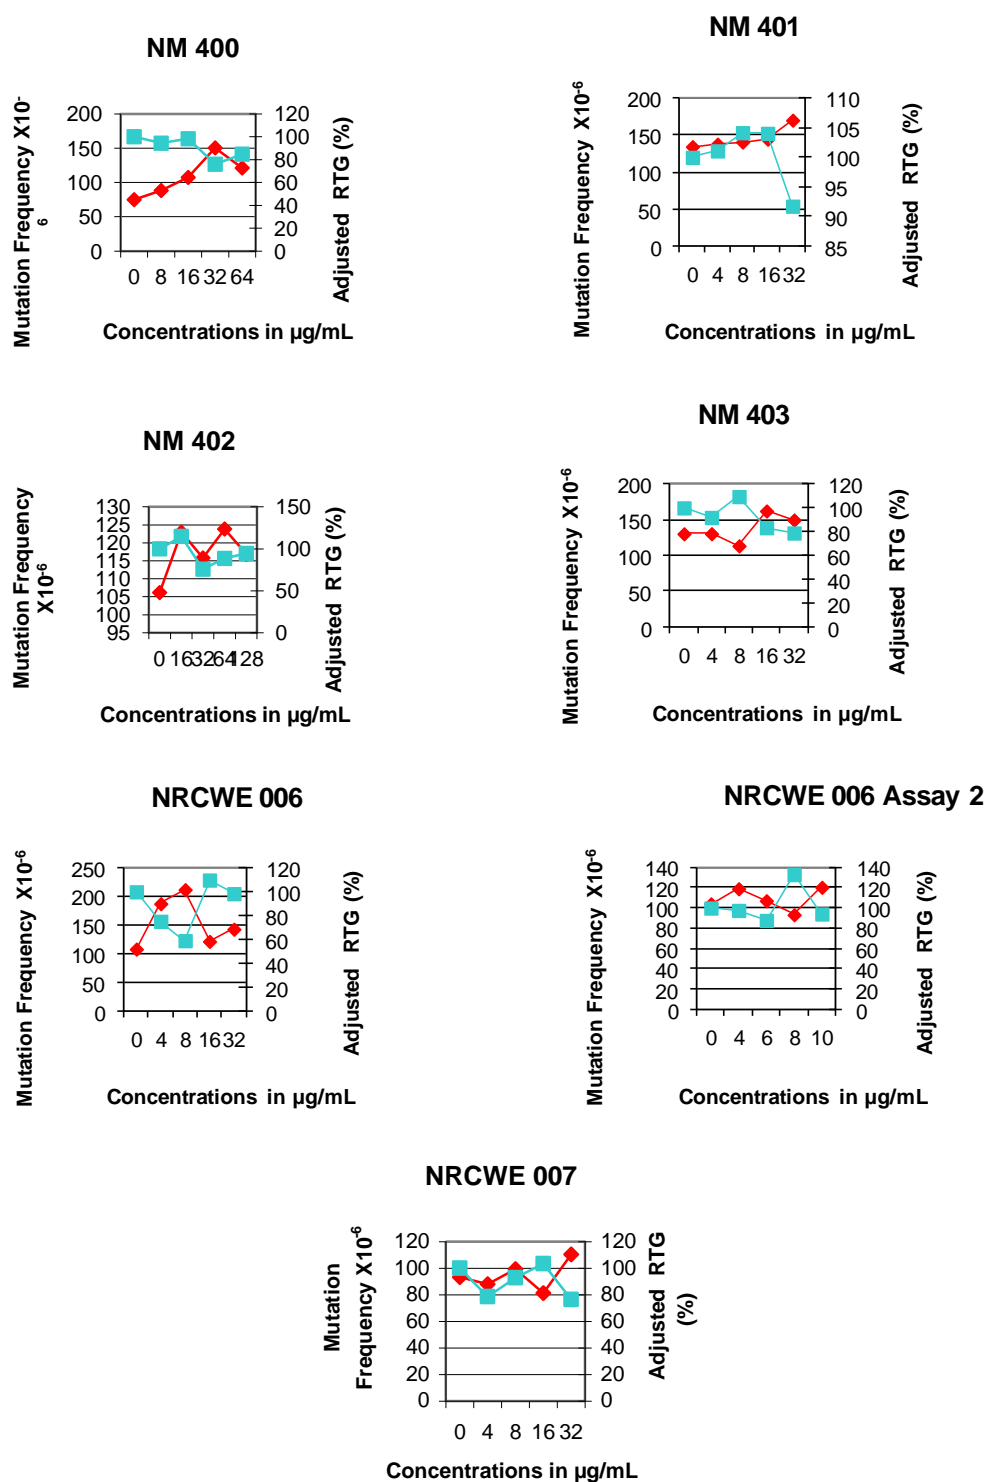 NM 400
Mutation Frequency X10-6
200
150
100
50
0
120
100
80
60
40
20
0
Adjusted RTG (%)
0 8 16 32 64
Concentrations in µg/mL
NM 401
Mutation Frequency X10-6
200
150
100
50
0
110
105
100
95
90
85
Adjusted RTG (%)
0 4 8 16 32
Concentrations in µg/mL
NM 402
Mutation Frequency
X10-6
130
125
120
115
110
105
100
95
150
100
50
0
Adjusted RTG (%)
0 16 32 64 128
Concentrations in µg/mL
NM 403
Mutation Frequency X10-6
200
150
100
50
0
120
100
80
60
40
20
0
Adjusted RTG (%)
0 4 8 16 32
Concentrations in µg/mL
NRCWE 006
Mutation Frequency X10-6
250
200
150
100
50
0
120
100
80
60
40
20
0
Adjusted RTG (%)
0 4 8 16 32
Concentrations in µg/mL
NRCWE 006 Assay 2
Mutation Frequency X10-6
140
120
100
80
60
40
20
0
140
120
100
80
60
40
20
0
Adjusted RTG (%)
0 4 6 8 10
Concentrations in µg/mL
NRCWE 007
Mutation
Frequency X10-6
120
100
80
60
40
20
0
120
100
80
60
40
20
0
Adjusted RTG
(%)
0 4 8 16 32
Concentrations in µg/mL